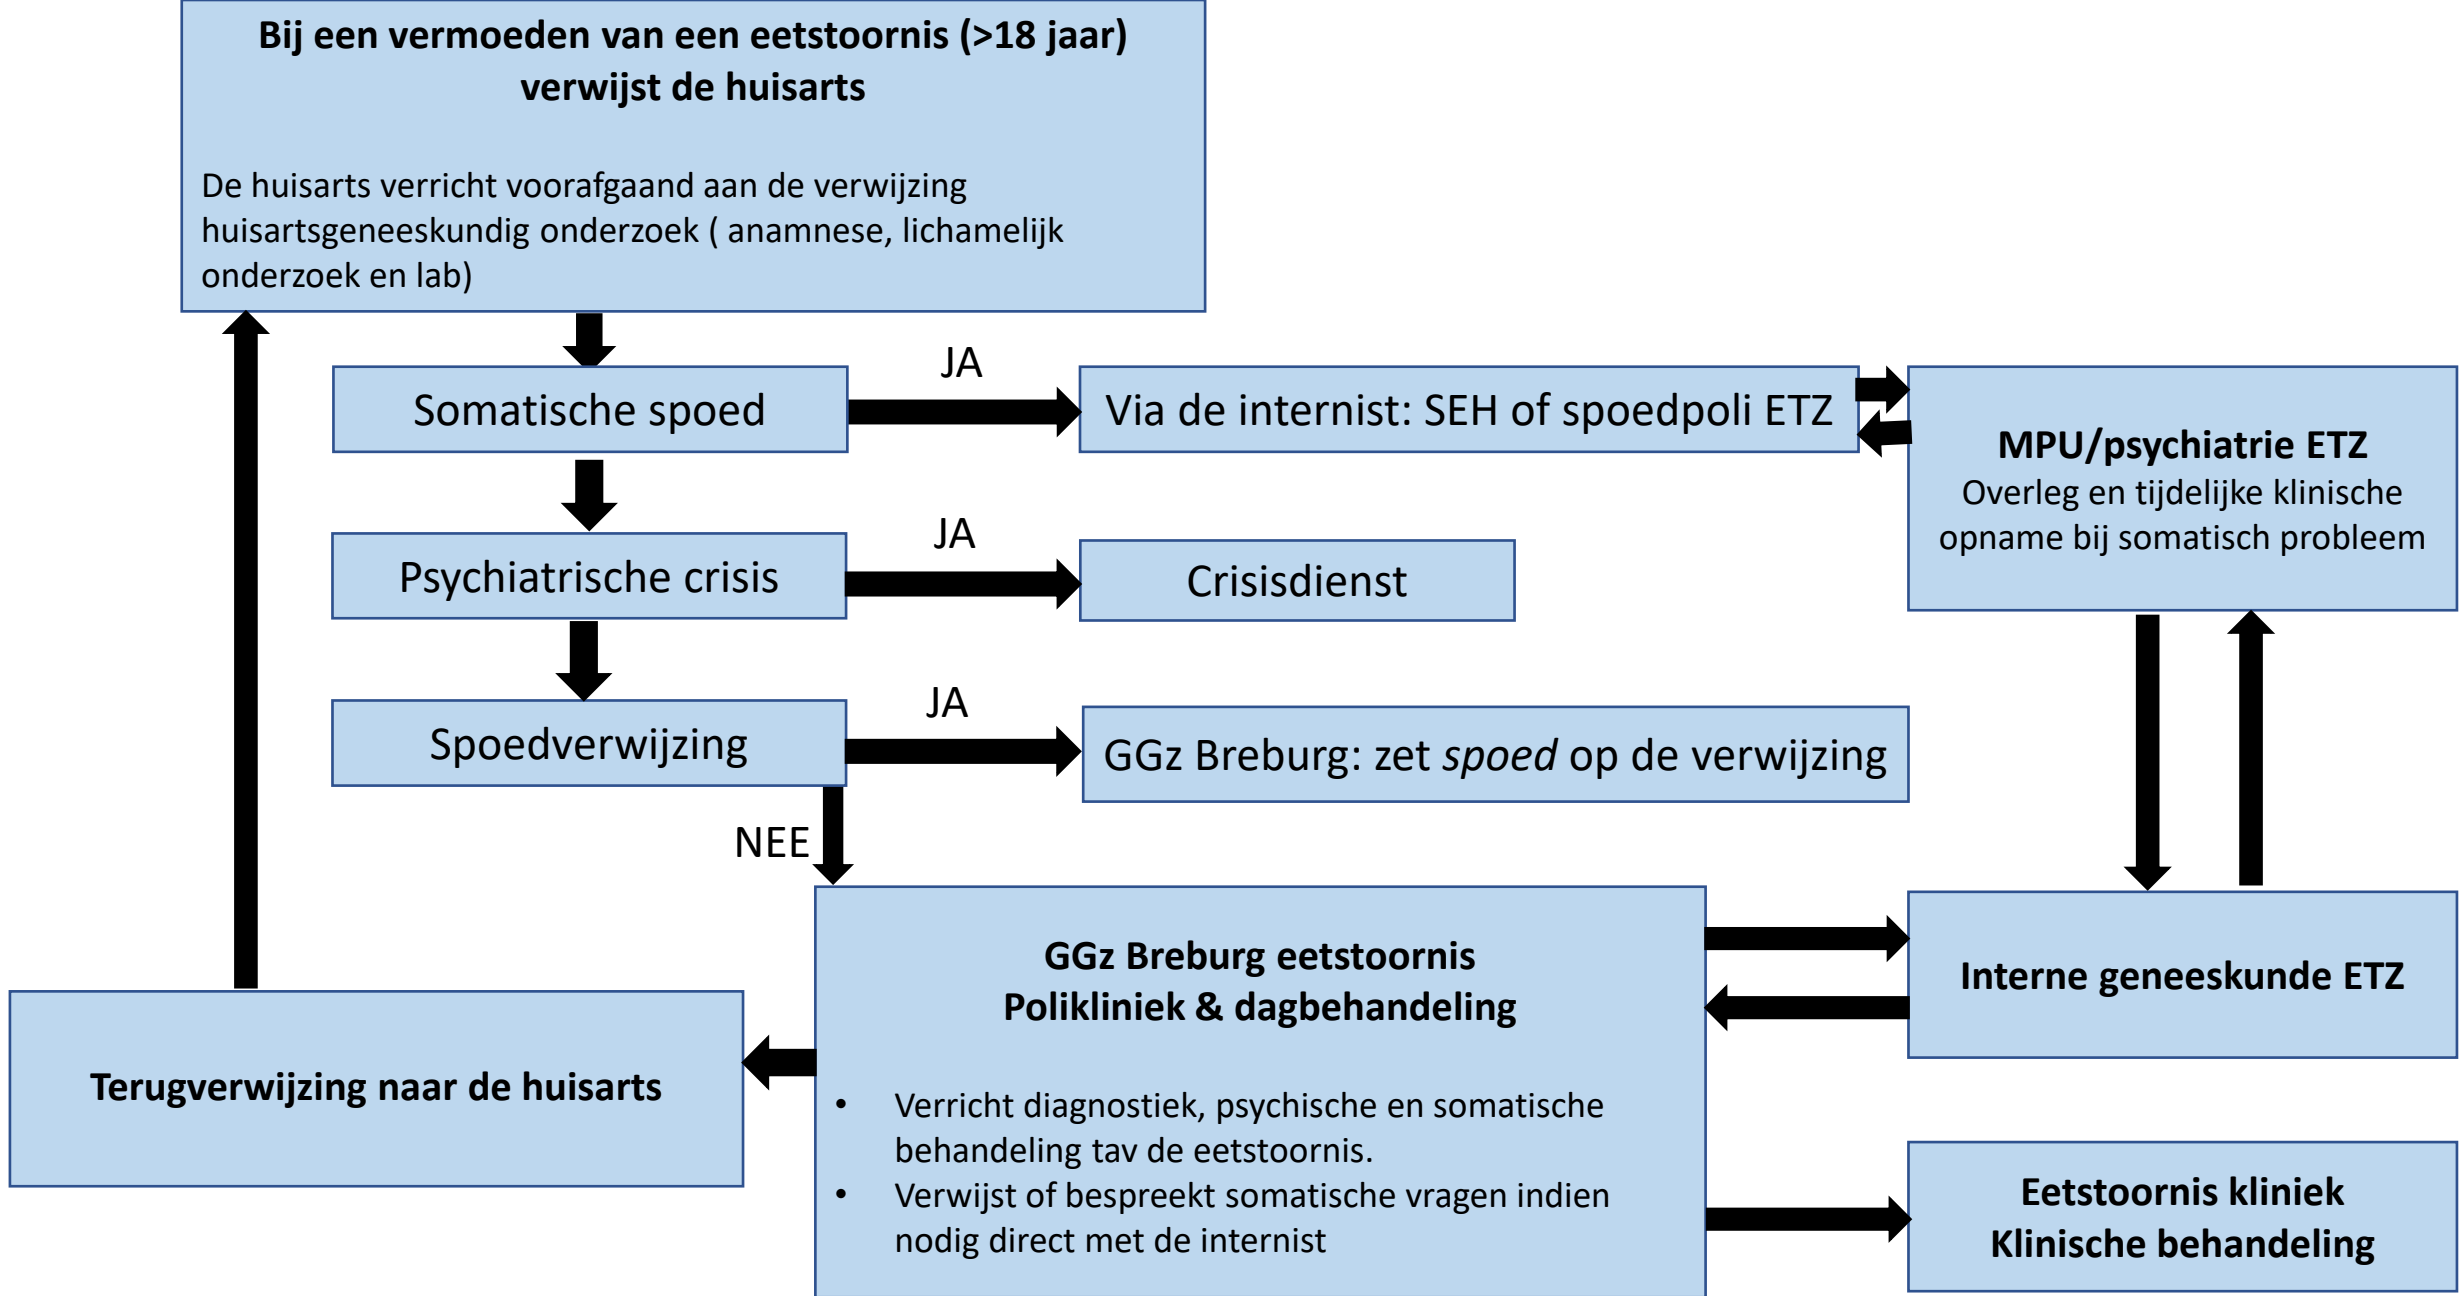 Bij een vermoeden van een eetstoornis (>18 jaar)
verwijst de huisarts
De huisarts verricht voorafgaand aan de verwijzing
huisartsgeneeskundig onderzoek ( anamnese, lichamelijk
onderzoek en lab)
Somatische spoed
JA
Via de internist: SEH of spoedpoli ETZ
MPU/psychiatrie ETZ
Overleg en tijdelijke klinische
opname bij somatisch probleem
Psychiatrische crisis
JA
Crisisdienst
Spoedverwijzing
JA
GGz Breburg: zet spoed op de verwijzing
NEE
GGz Breburg eetstoornis
Polikliniek & dagbehandeling
• Verricht diagnostiek, psychische en somatische
behandeling tav de eetstoornis.
• Verwijst of bespreekt somatische vragen indien
nodig direct met de internist
Interne geneeskunde ETZ
Terugverwijzing naar de huisarts
Eetstoornis kliniek
Klinische behandeling